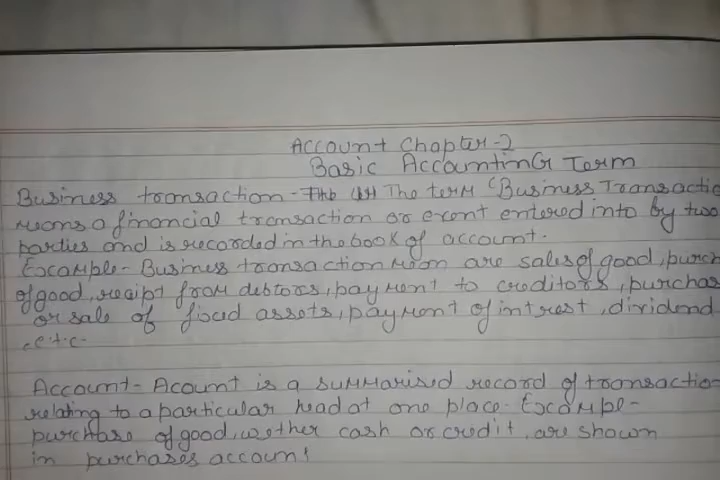 Account Chapter-2
Basic Accounting Term
Business transaction - The term "Business Transactio
means a financial transaction or event entered into by two
parties and is recorded in the book of account.
Example - Business transaction mean are sales of good, purch
of good, reaipt from debtors, payment to creditors, purchas
or sale of fixed assets, payment of intrest, dividend
etc.
Account - Acount is a summarised record of transactio
relating to a particular head at one place. Exampl-
purchase of good, wether cash or credit, are shown
in purchases account